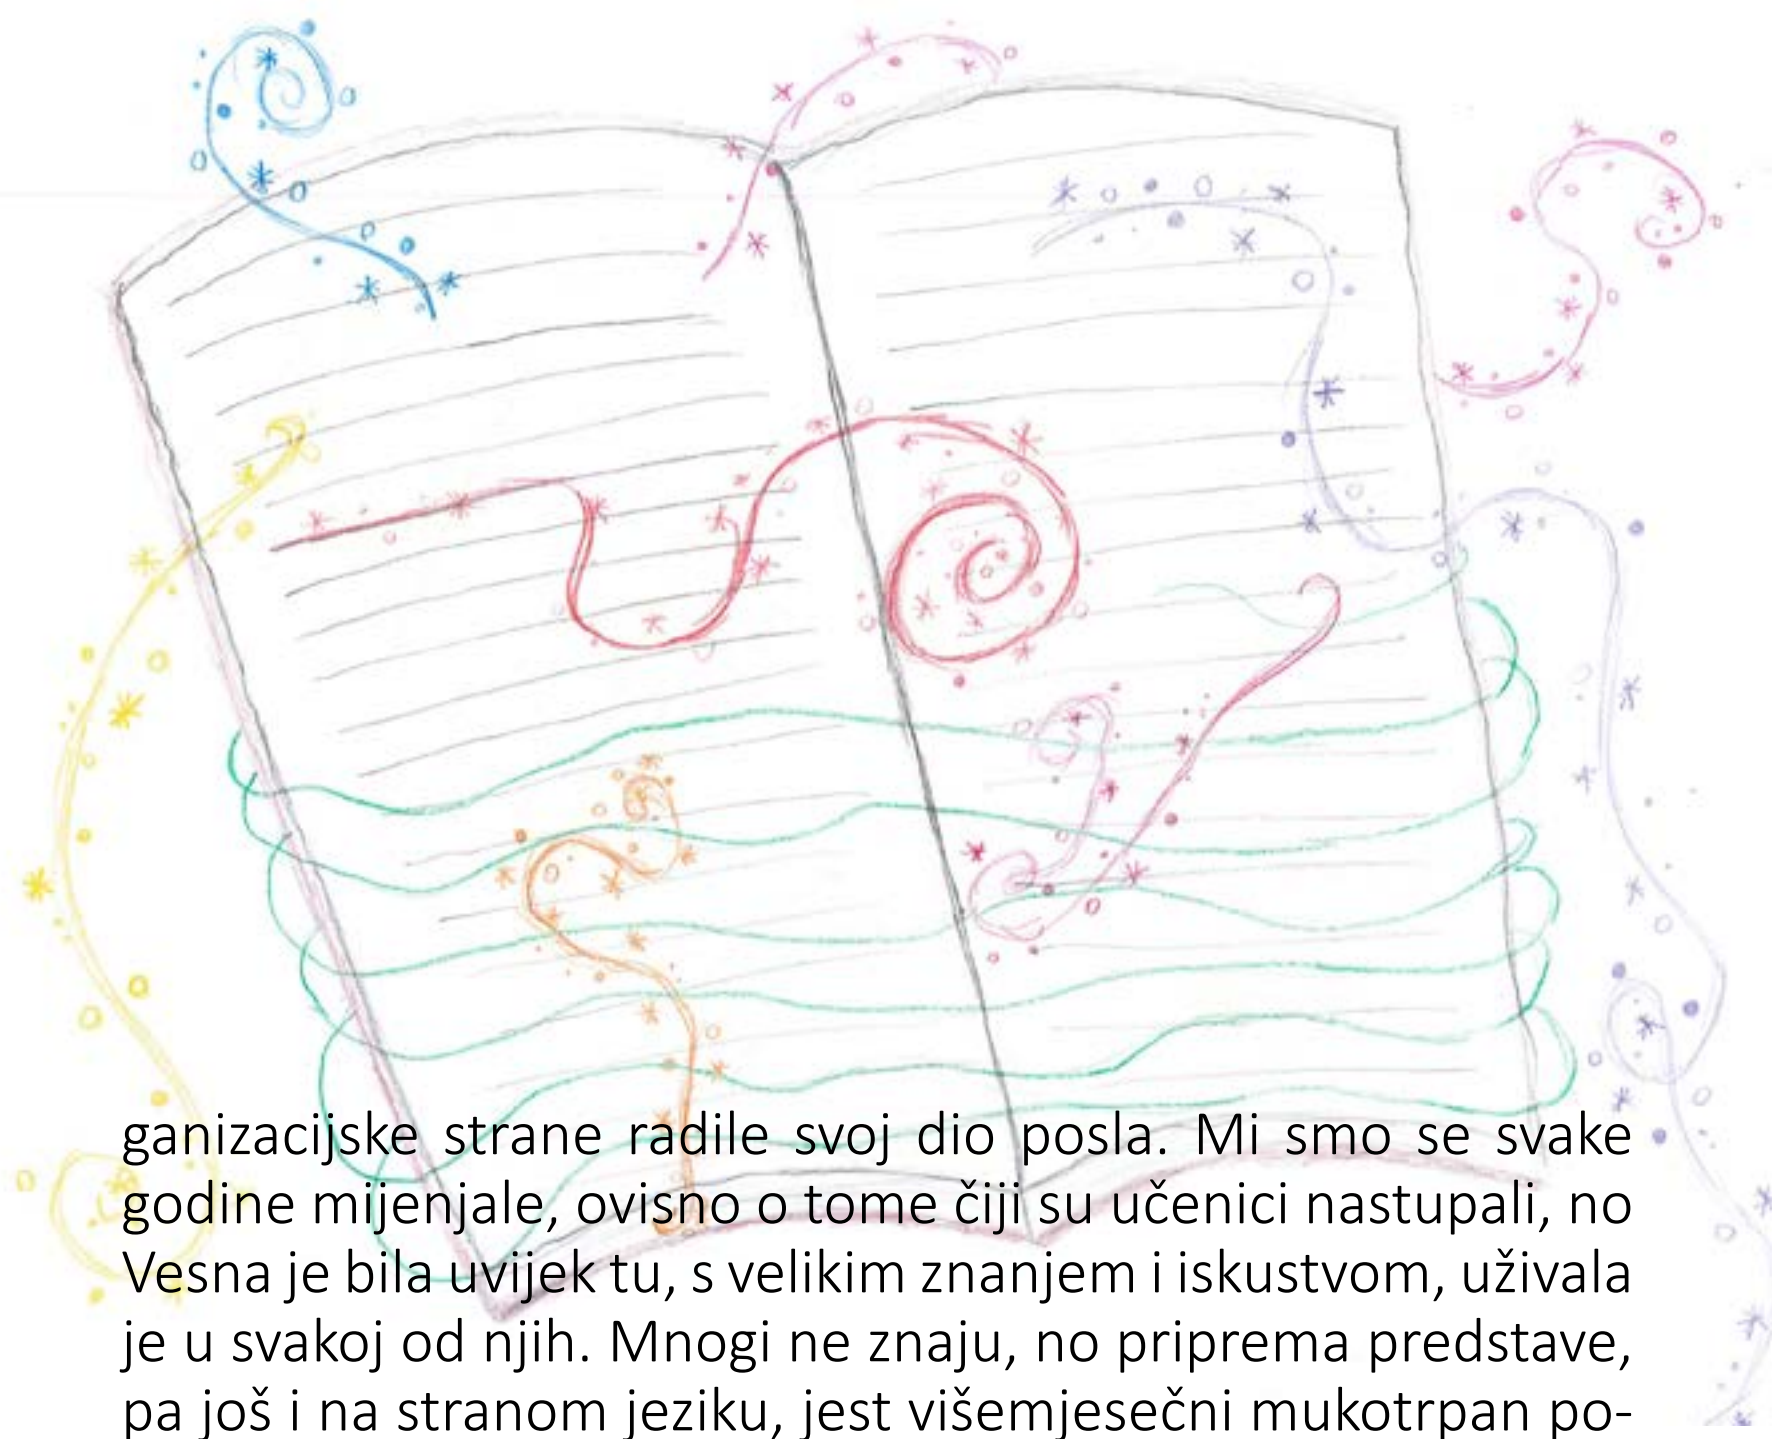 ganizacijske strane radile svoj dio posla. Mi smo se svake
godine mijenjale, ovisno o tome čiji su učenici nastupali, no
Vesna je bila uvijek tu, s velikim znanjem i iskustvom, uživala
je u svakoj od njih. Mnogi ne znaju, no priprema predstave,
pa još i na stranom jeziku, jest višemjesečni mukotrpan po-